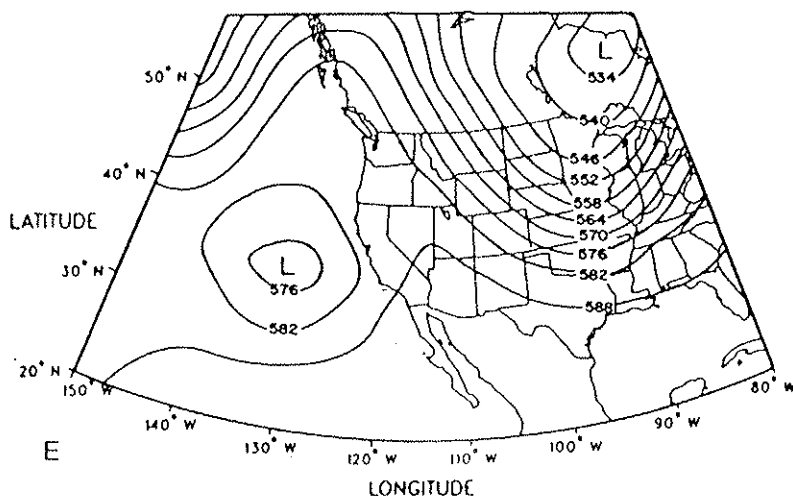 50° N
40° N
LATITUDE
30° N
20° N
150° W
140° W
130° W
120° W
110° W
100° W
90° W
80° W
LONGITUDE
E
L
534
540
546
552
558
564
570
576
582
588
L
576
582